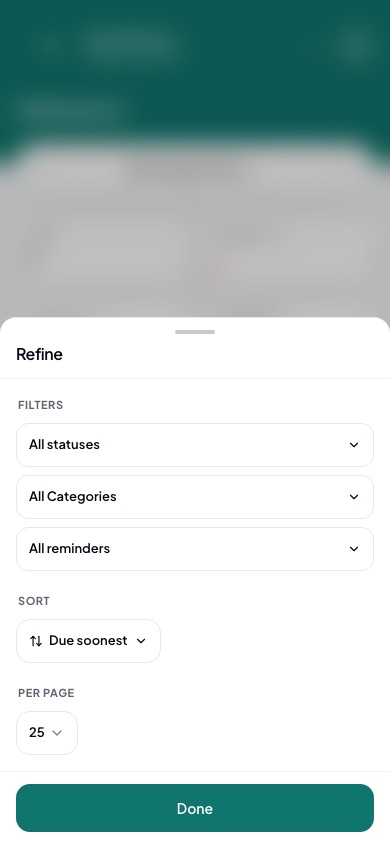 Refine
FILTERS
All statuses
All Categories
All reminders
SORT
Due soonest
PER PAGE
25
Done